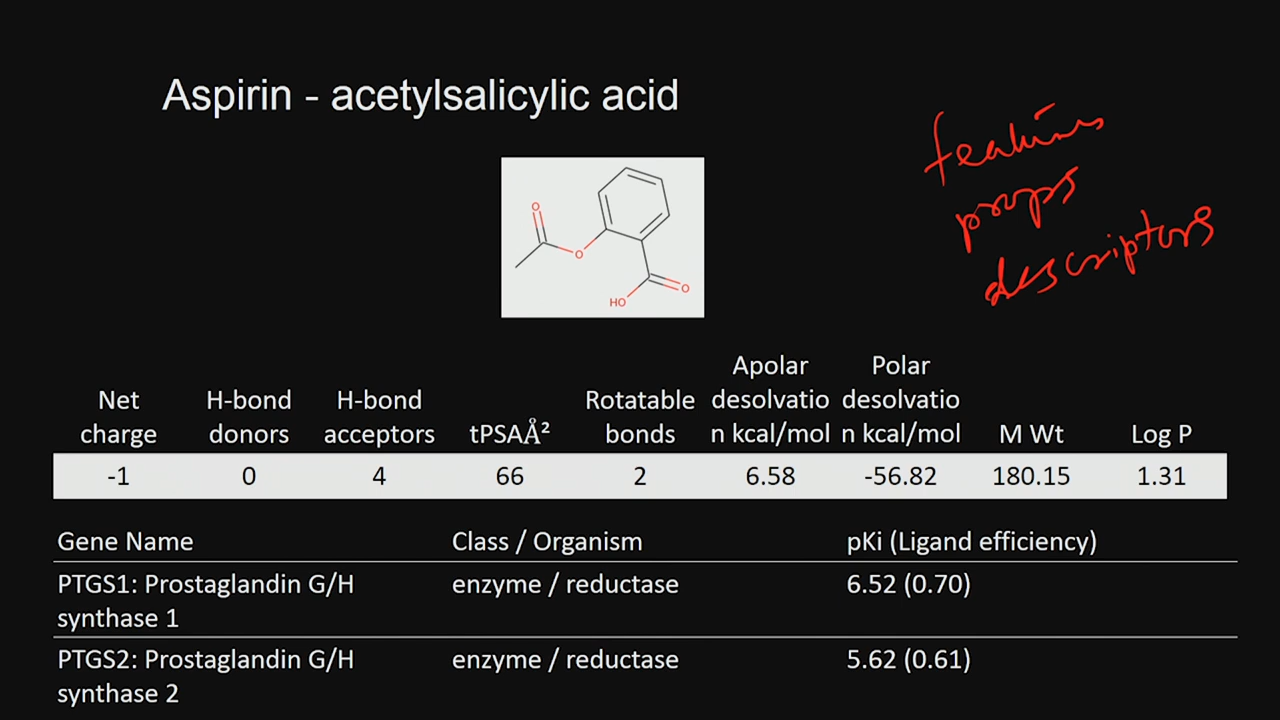 Aspirin - acetylsalicylic acid
features
props
descriptors
O
O
O
HO
Net charge
H-bond donors
H-bond acceptors
tPSAÅ²
Rotatable bonds
Apolar desolvatio n kcal/mol
Polar desolvatio n kcal/mol
M Wt
Log P
-1 0 4 66 2 6.58 -56.82 180.15 1.31
Gene Name Class / Organism pKi (Ligand efficiency)
PTGS1: Prostaglandin G/H enzyme / reductase 6.52 (0.70)
synthase 1
PTGS2: Prostaglandin G/H enzyme / reductase 5.62 (0.61)
synthase 2